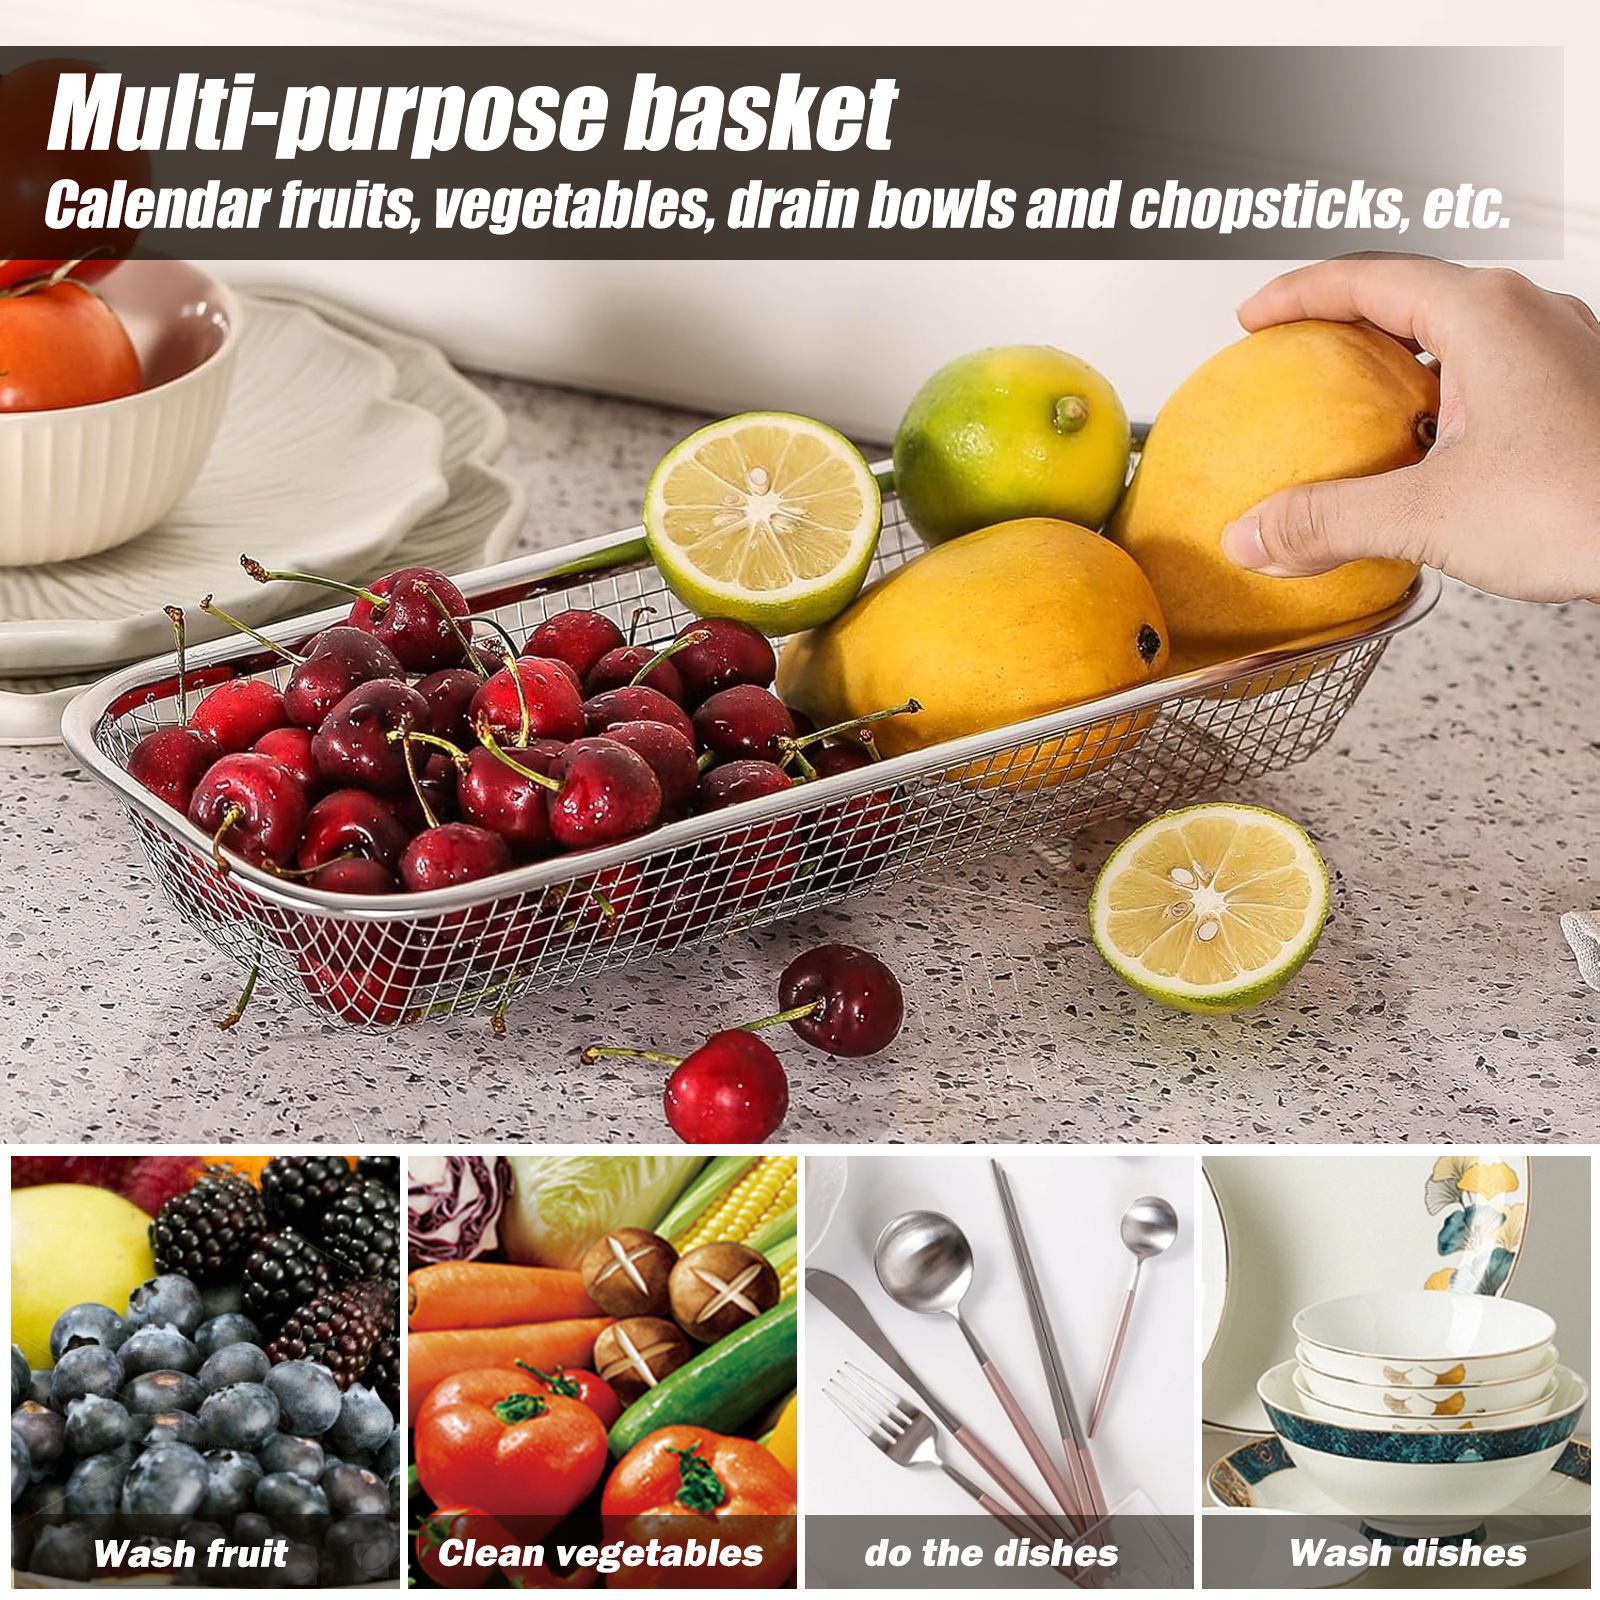 Multi-purpose basket
Calendar fruits, vegetables, drain bowls and chopsticks, etc.
Wash fruit
Clean vegetables
do the dishes
Wash dishes